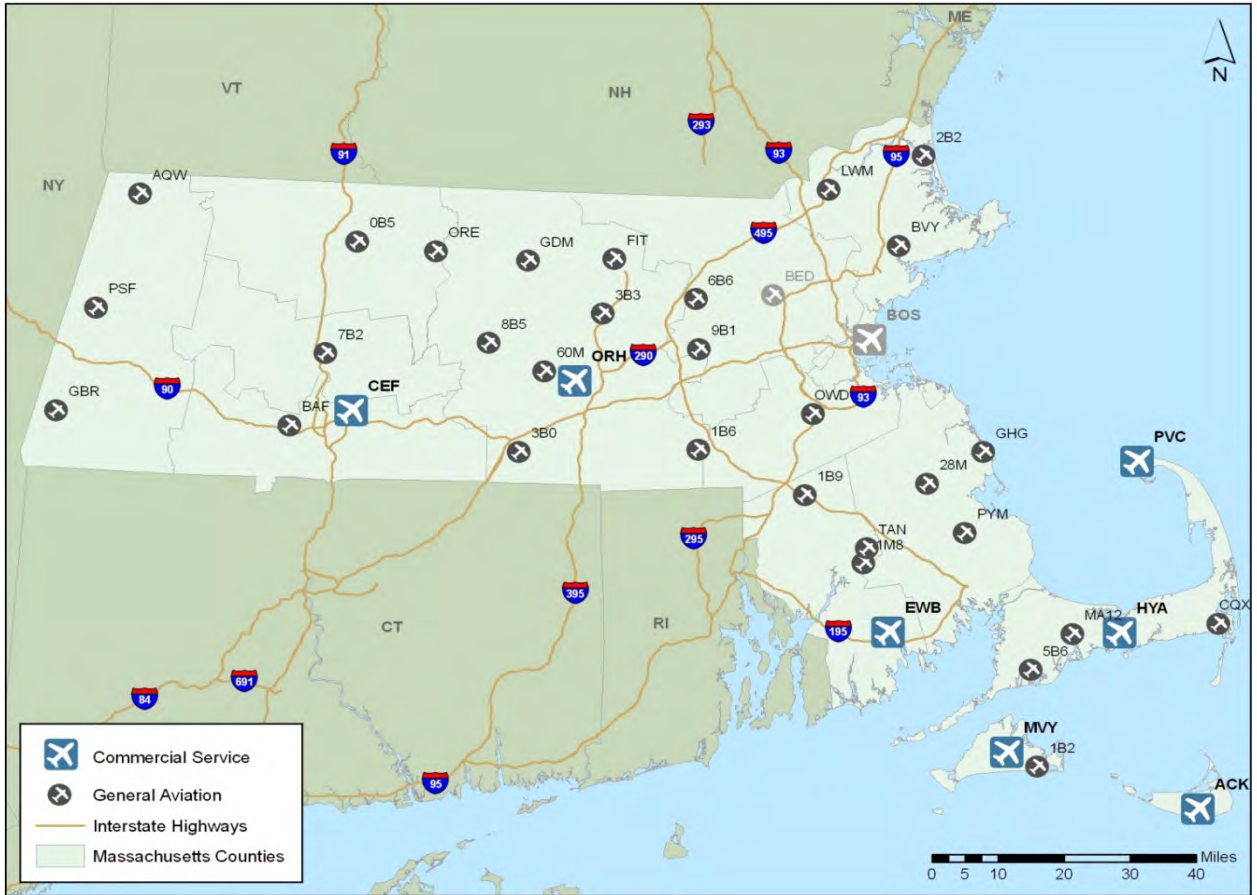 ME
N
VT
NH
293
91
93
95
2B2
NY
AQW
LWM
0B5
ORE
GDM
FIT
495
BVY
PSF
3B3
6B6
BED
BOS
7B2
8B5
60M
ORH
290
9B1
90
CEF
93
GBR
BAF
OWD
3B0
1B6
GHG
PVC
1B9
28M
295
TAN
1M8
PYM
395
CT
RI
195
EWB
MA12
HYA
CQX
5B6
84
691
95
MVY
1B2
ACK
Commercial Service
General Aviation
Interstate Highways
Massachusetts Counties
Miles
0 5 10 20 30 40